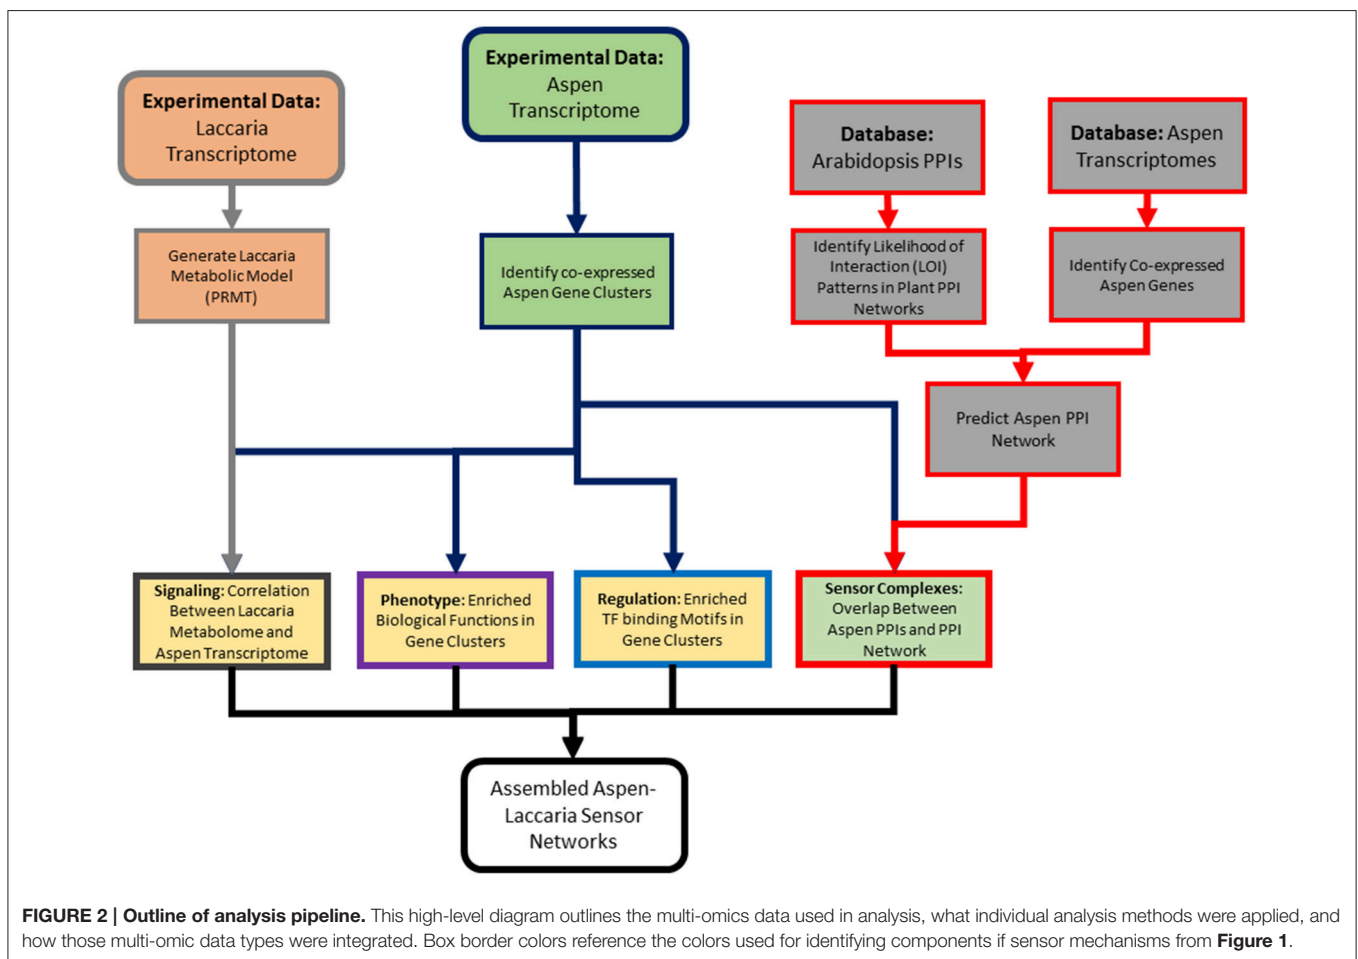 Experimental Data:
Laccaria
Transcriptome
Experimental Data:
Aspen
Transcriptome
Database:
Arabidopsis PPIs
Database: Aspen
Transcriptomes
Generate Laccaria
Metabolic Model
(PRMT)
Identify co-expressed
Aspen Gene Clusters
Identify Likelihood of
Interaction (LOI)
Patterns in Plant PPI
Networks
Identify Co-expressed
Aspen Genes
Predict Aspen PPI
Network
Signaling: Correlation
Between Laccaria
Metabolome and
Aspen Transcriptome
Phenotype: Enriched
Biological Functions in
Gene Clusters
Regulation: Enriched
TF binding Motifs in
Gene Clusters
Sensor Complexes:
Overlap Between
Aspen PPIs and PPI
Network
Assembled Aspen-
Laccaria Sensor
Networks
FIGURE 2 | Outline of analysis pipeline. This high-level diagram outlines the multi-omics data used in analysis, what individual analysis methods were applied, and
how those multi-omic data types were integrated. Box border colors reference the colors used for identifying components if sensor mechanisms from Figure 1.